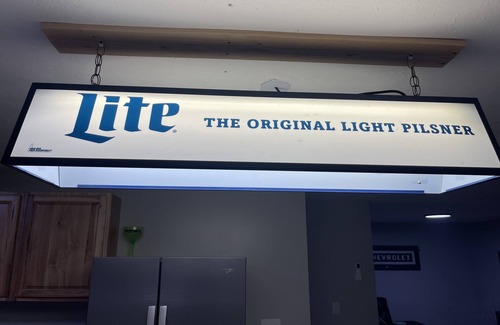 Lite
THE ORIGINAL LIGHT PILSNER
CHEVROLET